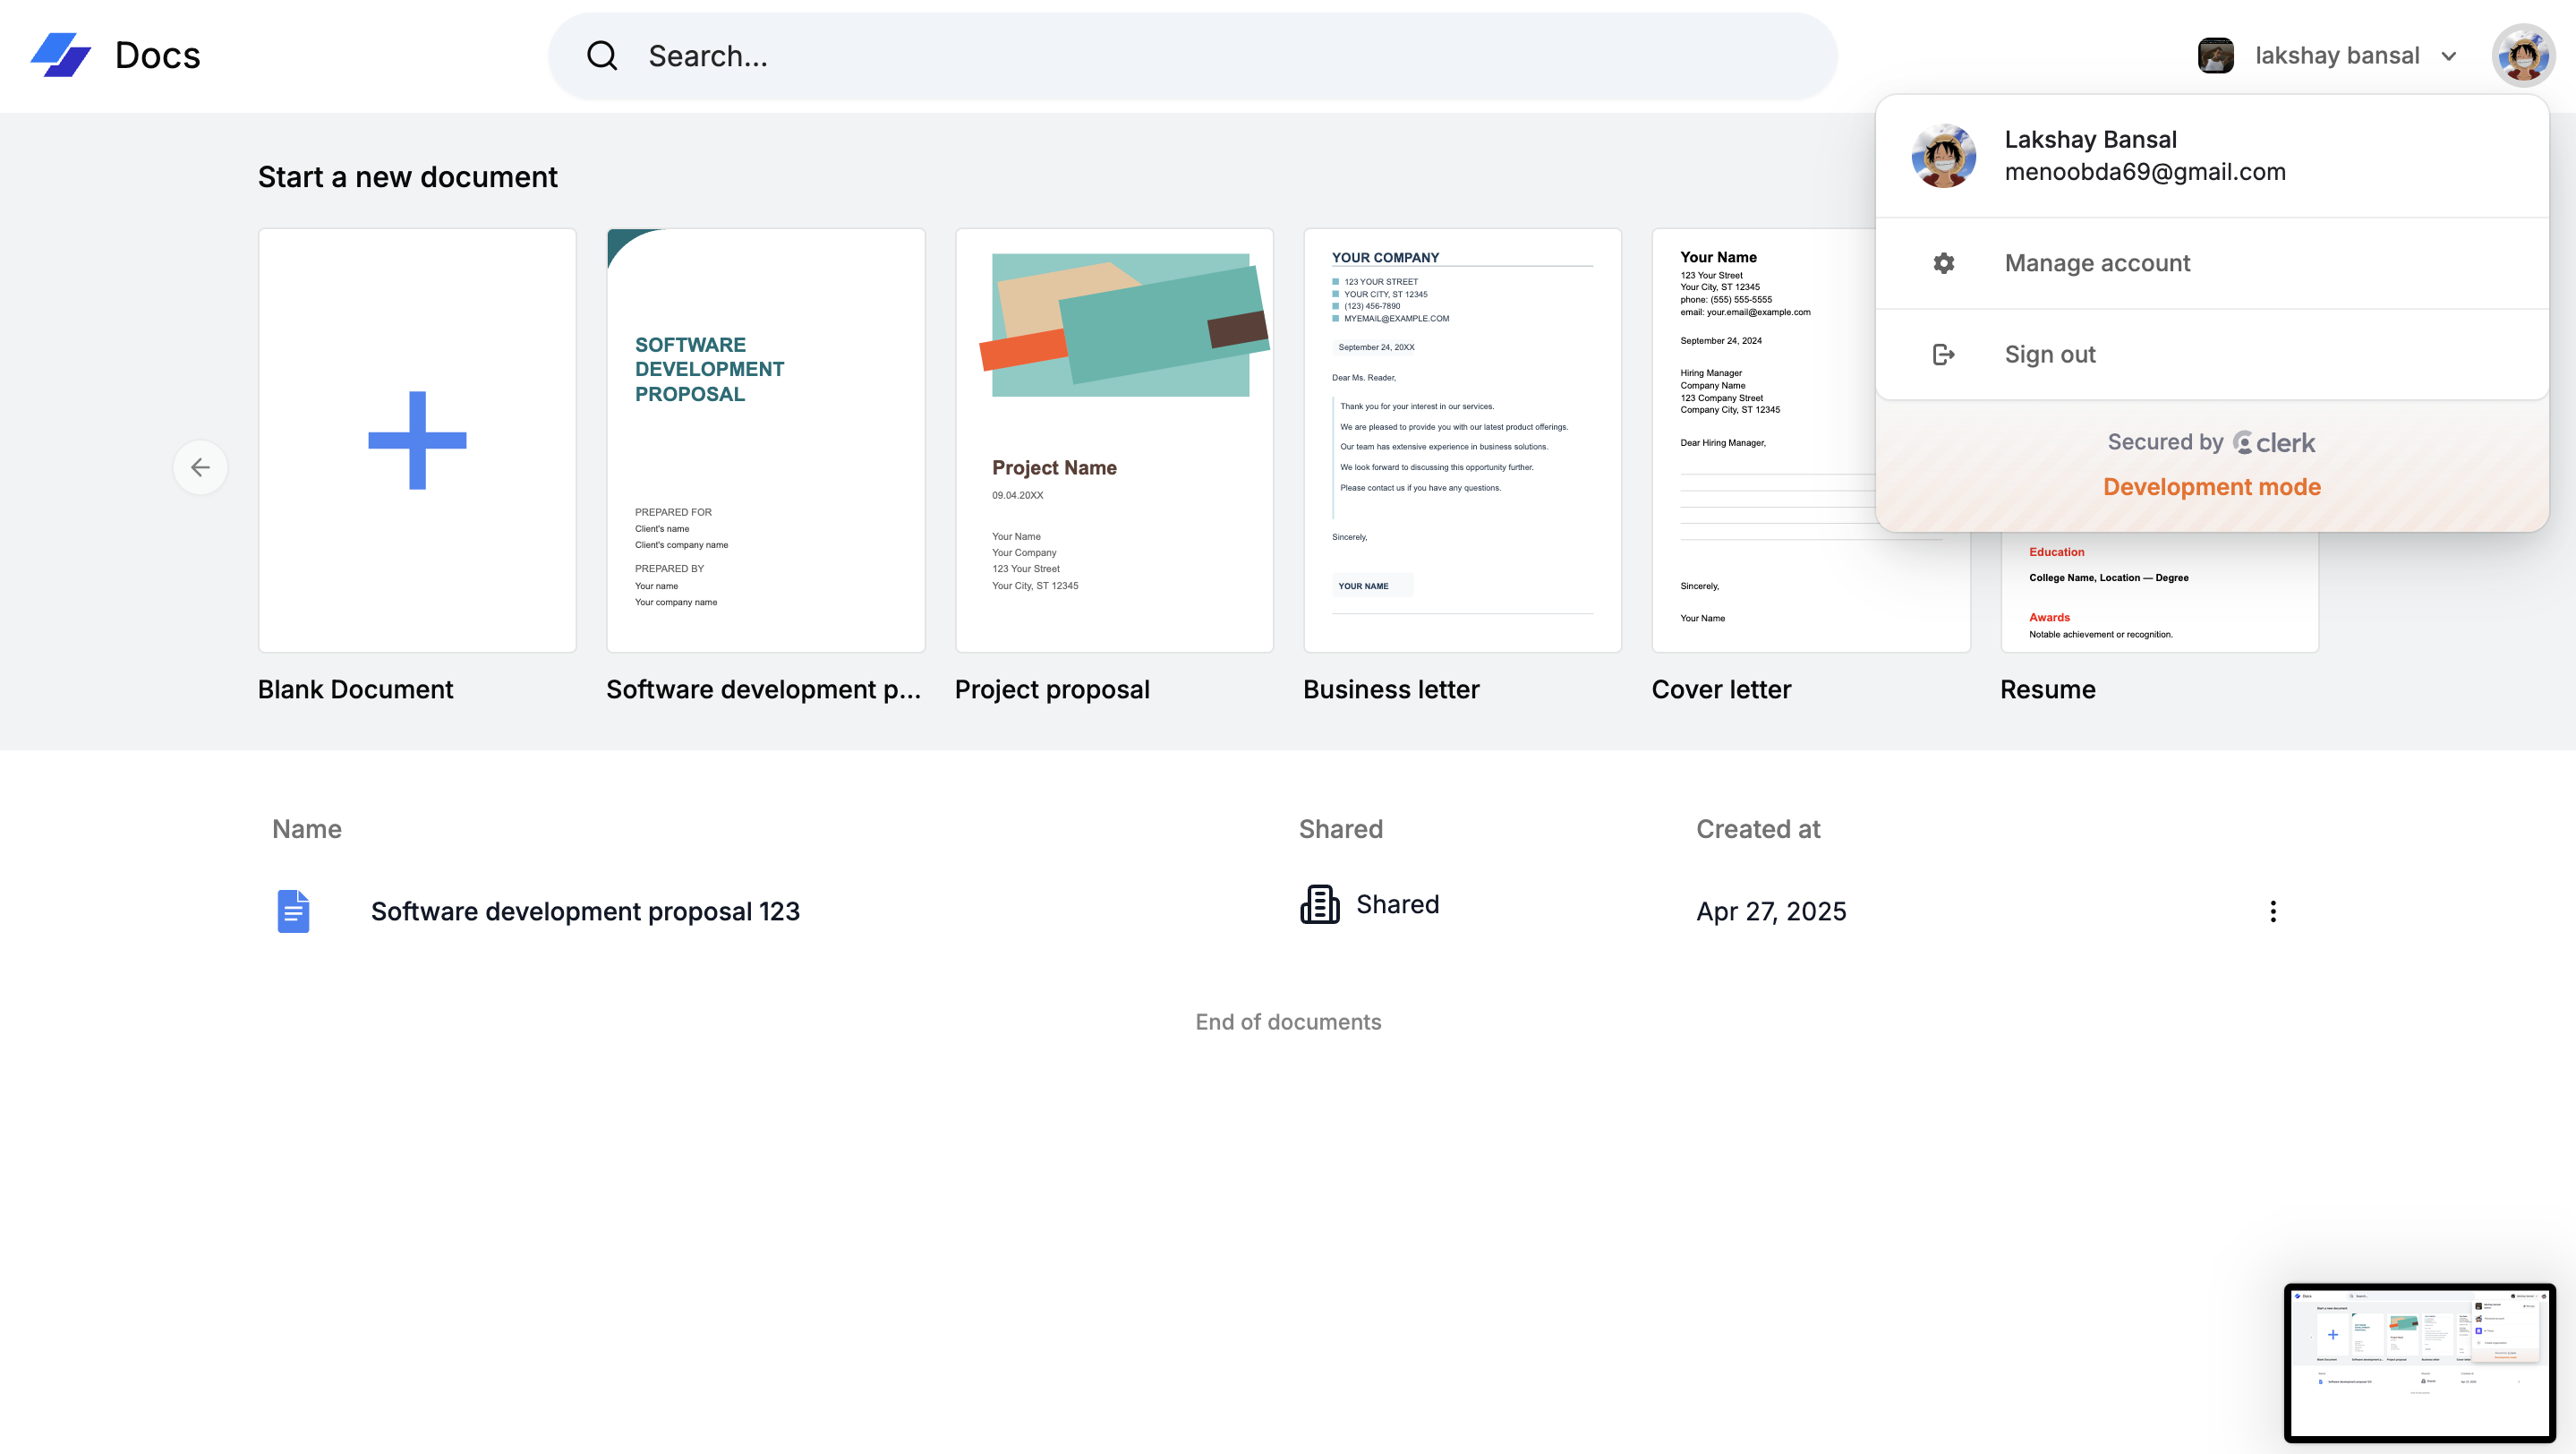 Docs
Search...
lakshay bansal
Lakshay Bansal
menoobda69@gmail.com
Manage account
Sign out
Secured by clerk
Development mode
Start a new document
SOFTWARE
DEVELOPMENT
PROPOSAL
PREPARED FOR
Client's name
Client's company name
PREPARED BY
Your name
Your company name
Project Name
09.04.20XX
Your Name
Your Company
123 Your Street
Your City, ST 12345
YOUR COMPANY
123 YOUR STREET
YOUR CITY, ST 12345
(123) 456-7890
MYEMAIL@EXAMPLE.COM
September 24, 20XX
Dear Ms. Reader,
Thank you for your interest in our services.
We are pleased to provide you with our latest product offerings.
Our team has extensive experience in business solutions.
We look forward to discussing this opportunity further.
Please contact us if you have any questions.
Sincerely,
YOUR NAME
Your Name
123 Your Street
Your City, ST 12345
phone: (555) 555-5555
email: your.email@example.com
September 24, 2024
Hiring Manager
Company Name
123 Company Street
Company City, ST 12345
Dear Hiring Manager,
Sincerely,
Your Name
Education
College Name, Location — Degree
Awards
Notable achievement or recognition.
Blank Document
Software development p...
Project proposal
Business letter
Cover letter
Resume
Name
Shared
Created at
Software development proposal 123
Shared
Apr 27, 2025
End of documents